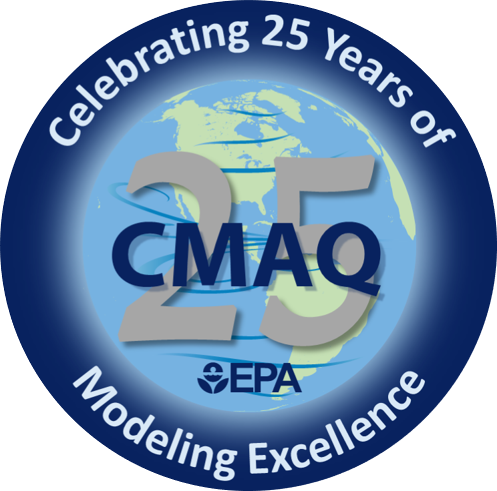 Celebrating 25 Years of
25
CMAQ
EPA
Modeling Excellence